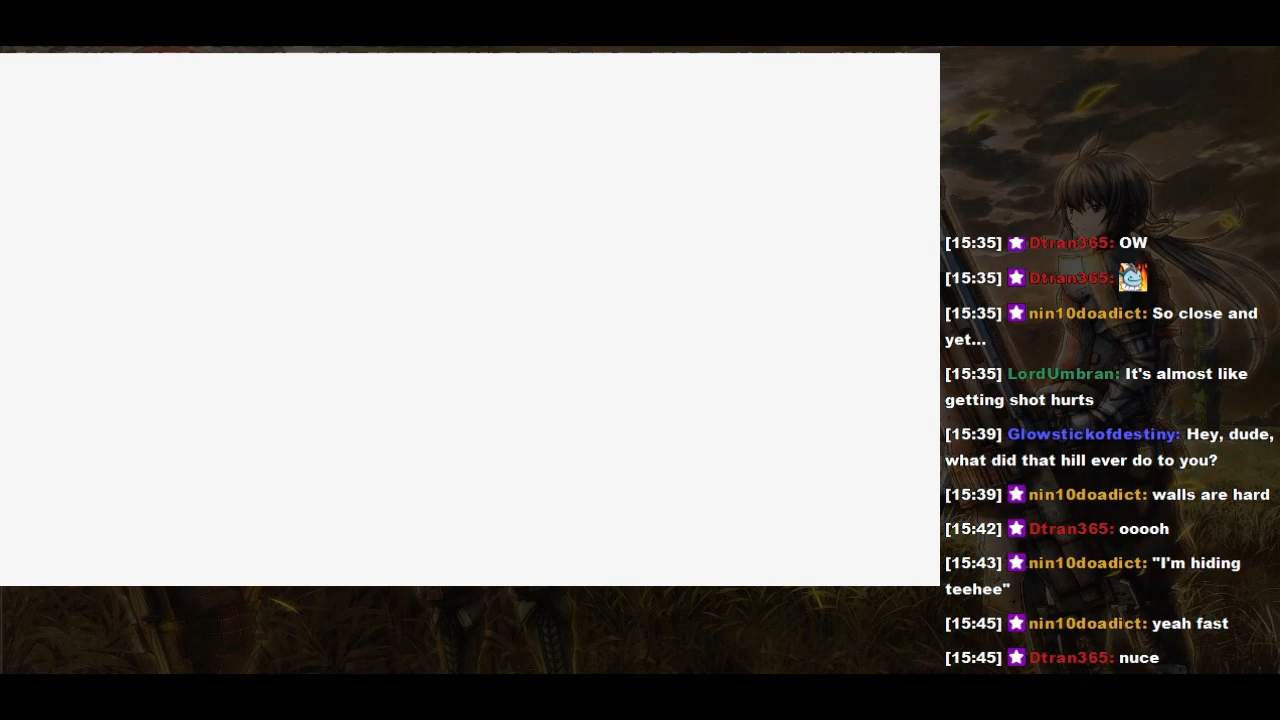 [15:35] Dtran365: OW
[15:35] Dtran365:
[15:35] nin10doadict: So close and
yet...
[15:35] LordUmbran: It's almost like
getting shot hurts
[15:39] Glowstickofdestiny: Hey, dude,
what did that hill ever do to you?
[15:39] nin10doadict: walls are hard
[15:42] Dtran365: ooooh
[15:43] nin10doadict: "I'm hiding
teehee"
[15:45] nin10doadict: yeah fast
[15:45] Dtran365: nuce